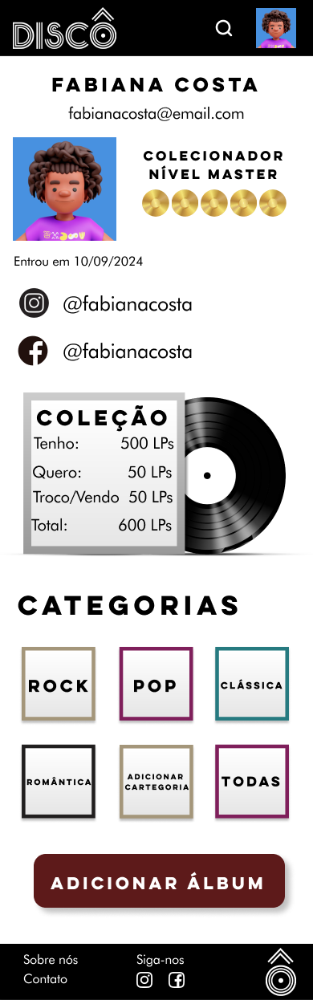 DISCÔ
FABIANA COSTA
fabianacosta@email.com
COLECIONADOR
NÍVEL MASTER
Entrou em 10/09/2024
@fabianacosta
@fabianacosta
COLEÇÃO
Tenho: 500 LPs
Quero: 50 LPs
Troco/Vendo 50 LPs
Total: 600 LPs
CATEGORIAS
ROCK POP CLÁSSICA
ROMÂNTICA ADICIONAR CARTEGORIA TODAS
ADICIONAR ÁLBUM
Sobre nós Siga-nos
Contato